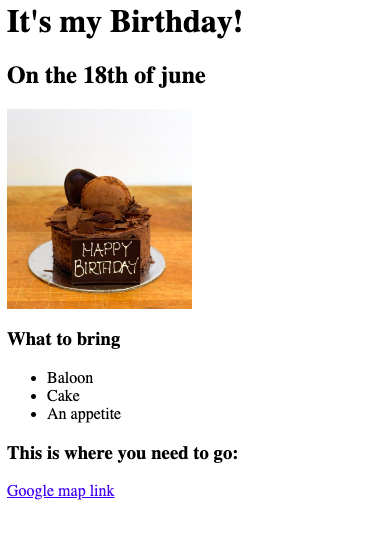 It's my Birthday!
On the 18th of june
HAPPY
BIRTHDAY
What to bring
Baloon
Cake
An appetite
This is where you need to go:
Google map link